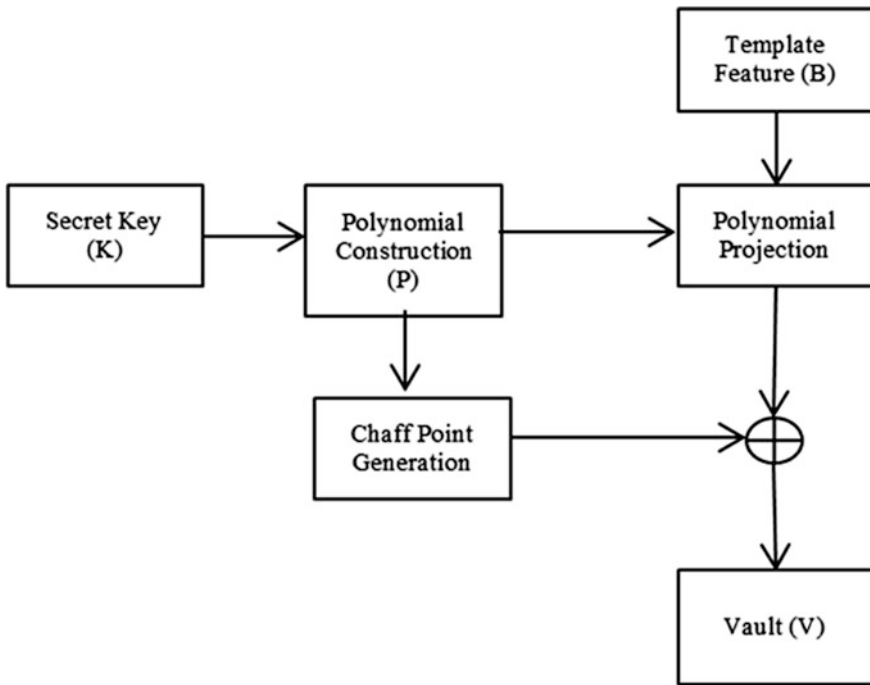 Template
Feature (B)
Secret Key
(K)
Polynomial
Construction
(P)
Polynomial
Projection
Chaff Point
Generation
Vault (V)